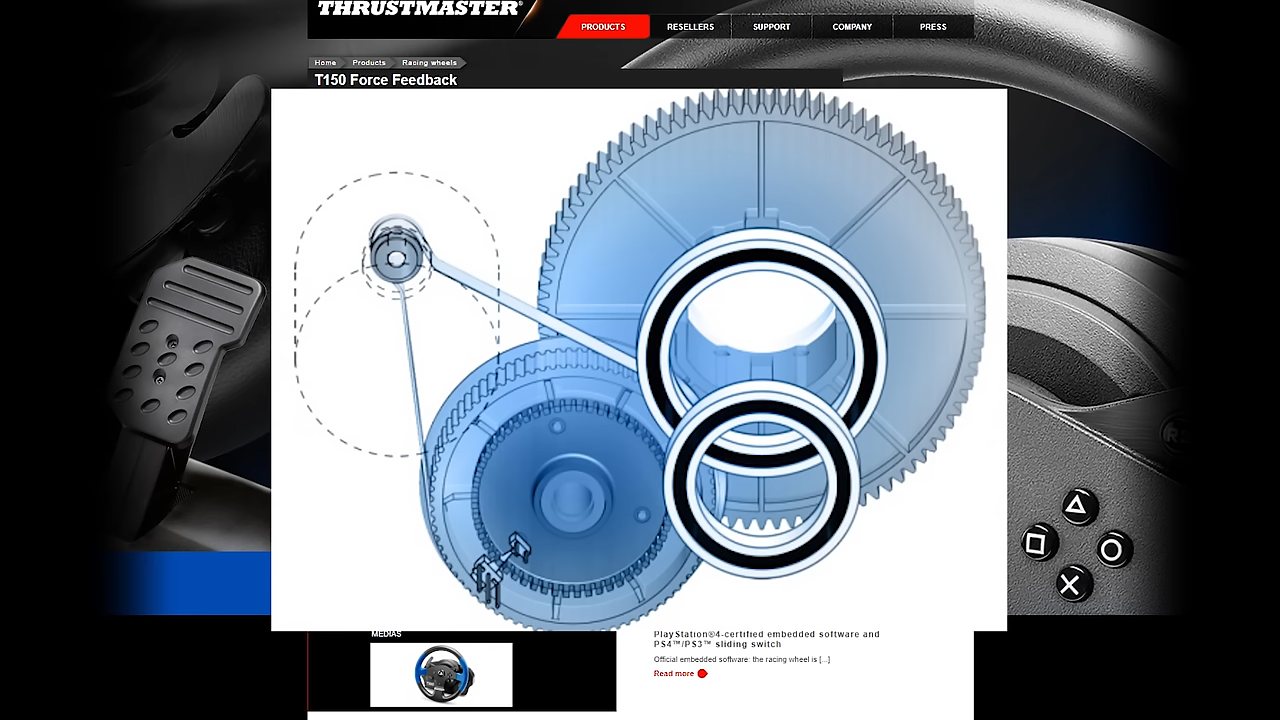 THRUSTMASTER®
PRODUCTS RESELLERS SUPPORT COMPANY PRESS
Home Products Racing wheels
T150 Force Feedback
MEDIAS
PlayStation®4-certified embedded software and
PS4™/PS3™ sliding switch
Official embedded software: the racing wheel is [...]
Read more